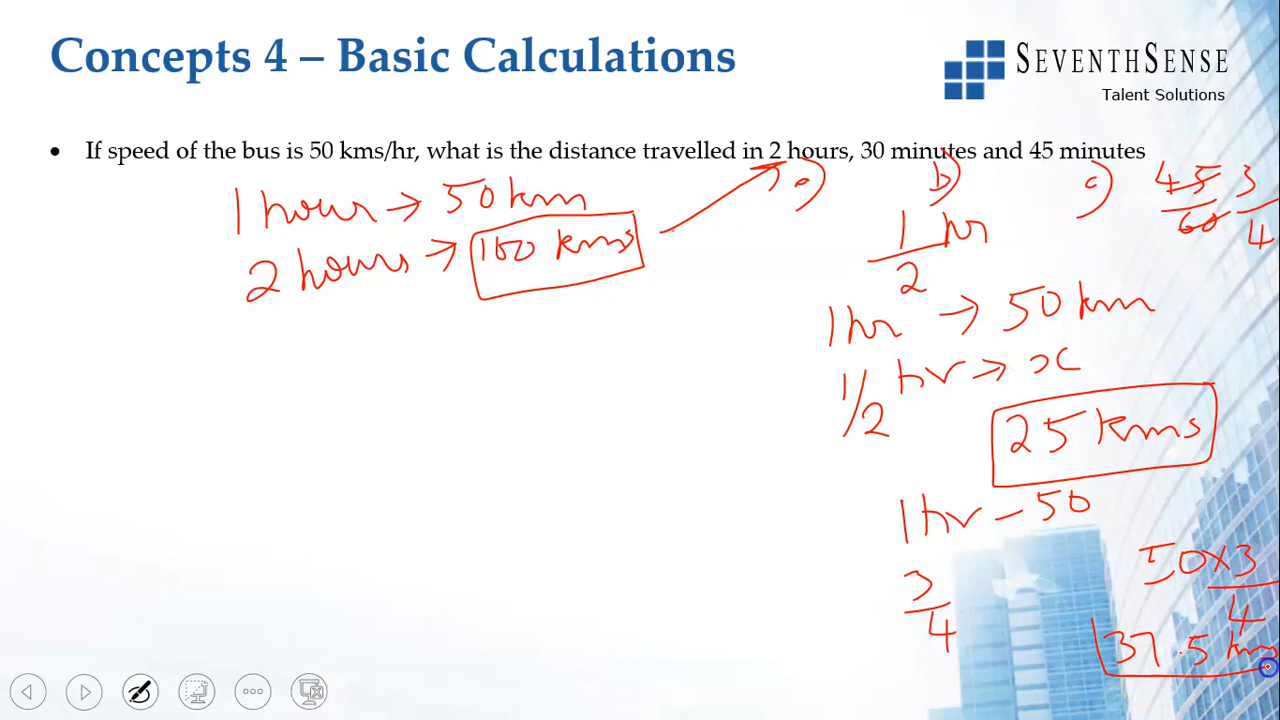 Concepts 4 – Basic Calculations
SEVENTHSENSE
Talent Solutions
• If speed of the bus is 50 kms/hr, what is the distance travelled in 2 hours, 30 minutes and 45 minutes
1 hour → 50 km
2 hours → 100 kms
a)
b)
1/2 hr
1hr → 50 km
1/2 hr → x
25 kms
c) 45/60 3/4
1 hr – 50
3/4
50 x 3/4
37.5 kms